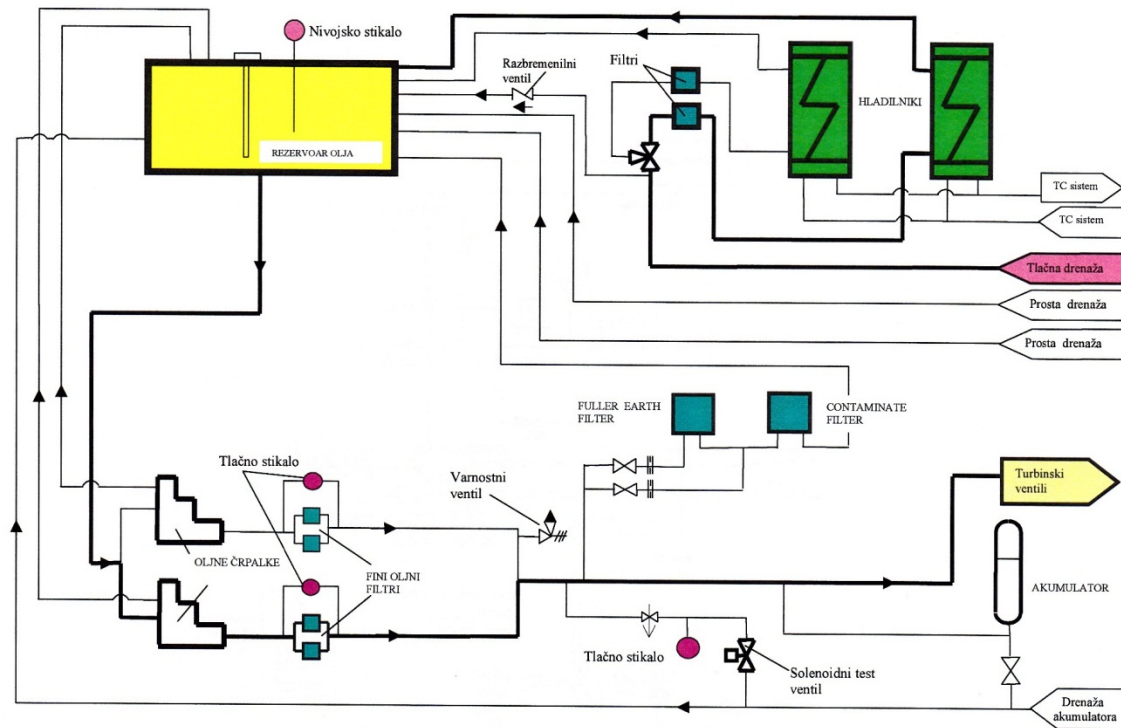 Nivojsko stikalo
Razbremenilni
ventil
Filtri
HLADILNIKI
REZERVOAR OLJA
TC sistem
TC sistem
Tlačna drenaža
Prosta drenaža
Prosta drenaža
FULLER EARTH
FILTER
CONTAMINATE
FILTER
Tlačno stikalo
Varnostni
ventil
Turbinski
ventili
OLJNE ČRPALKE
FINI OLJNI
FILTRI
AKUMULATOR
Tlačno stikalo
Solenoidni test
ventil
Drenaža
akumulatora